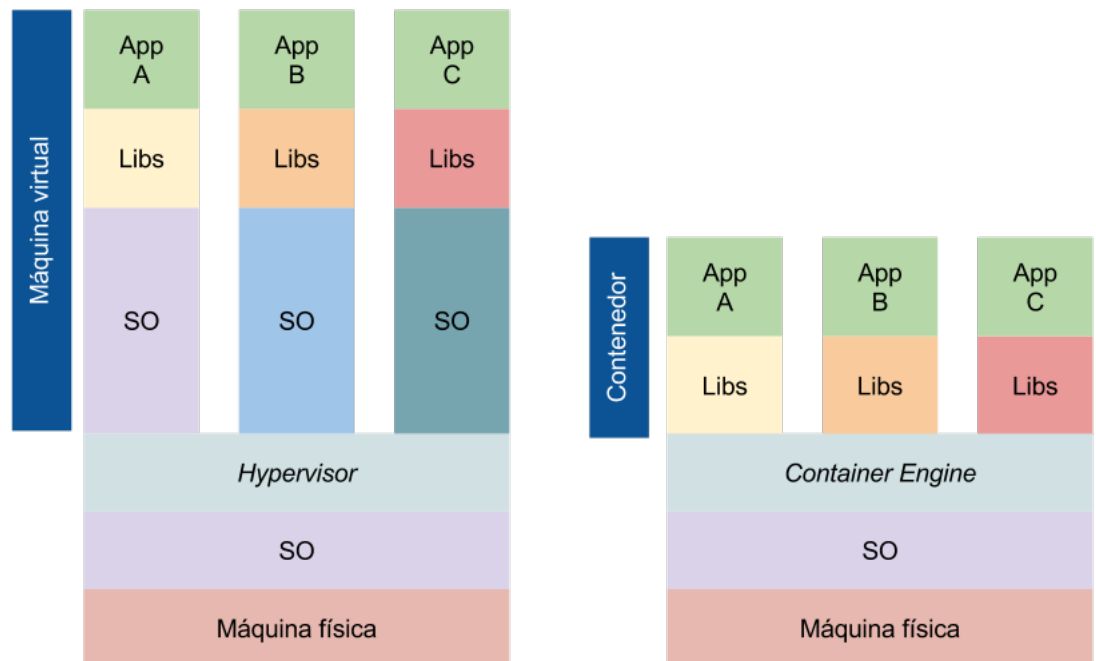 Máquina virtual
App
A
App
B
App
C
Libs
Libs
Libs
SO
SO
SO
Hypervisor
SO
Máquina física
Contenedor
App
A
App
B
App
C
Libs
Libs
Libs
Container Engine
SO
Máquina física